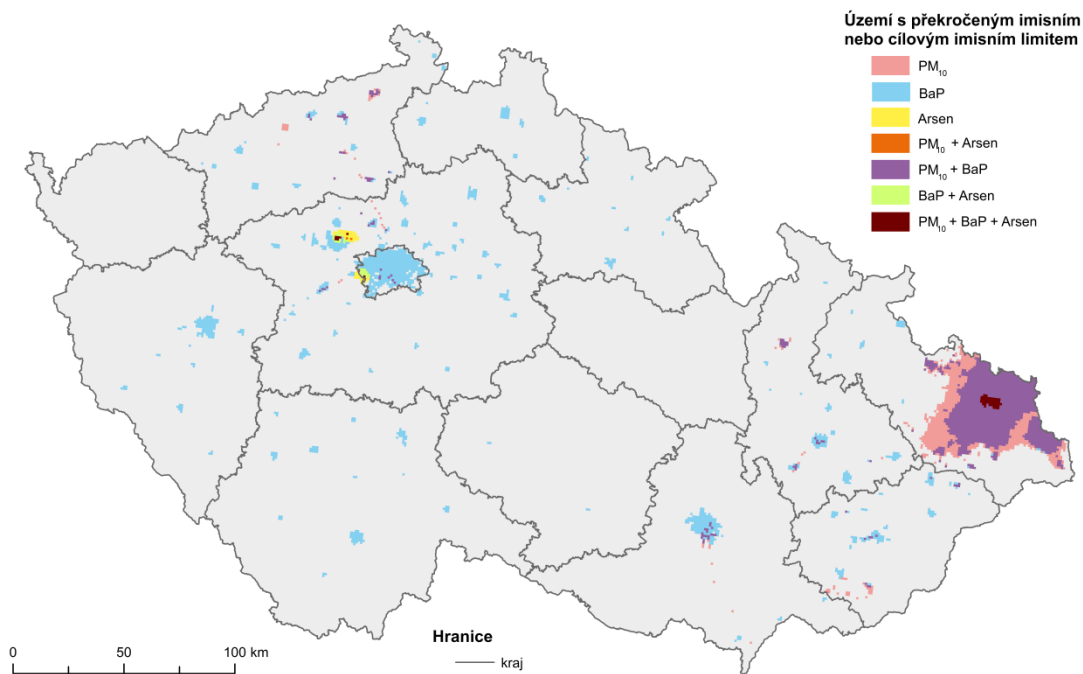 Území s překročeným imisním
nebo cílovým imisním limitem
PM₁₀
BaP
Arsen
PM₁₀ + Arsen
PM₁₀ + BaP
BaP + Arsen
PM₁₀ + BaP + Arsen
Hranice
kraj
0 50 100 km